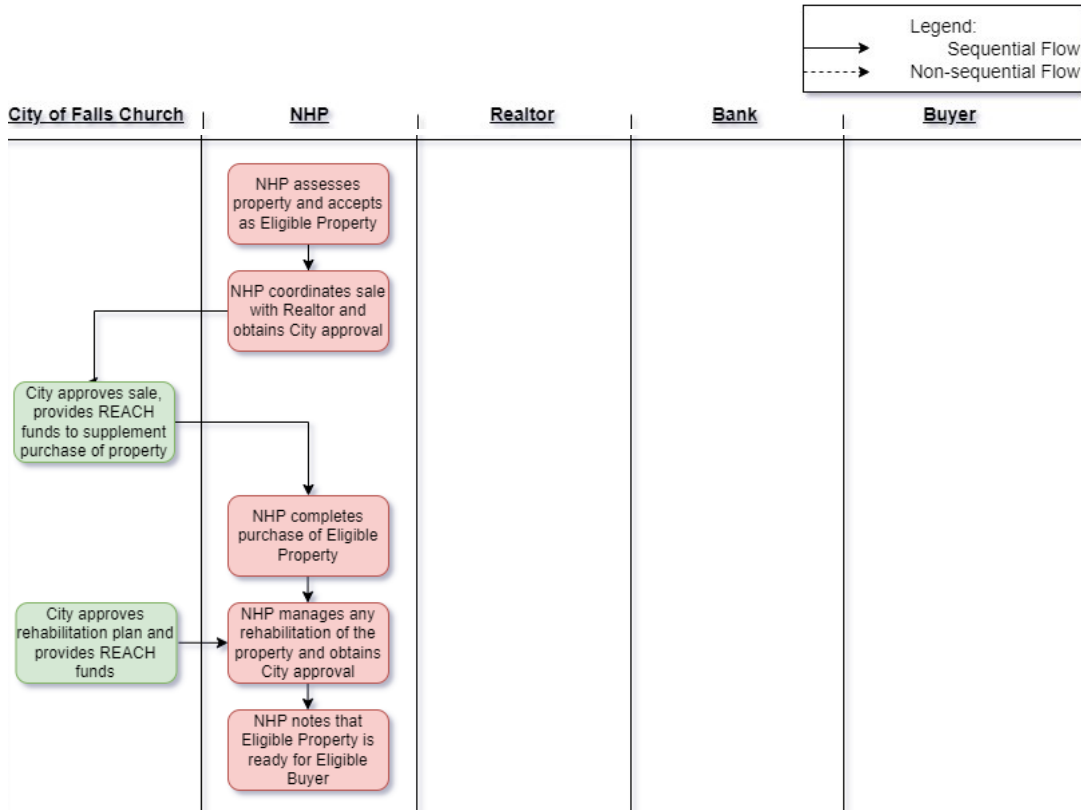 Legend:
Sequential Flow
Non-sequential Flow
City of Falls Church
NHP
Realtor
Bank
Buyer
NHP assesses
property and accepts
as Eligible Property
NHP coordinates sale
with Realtor and
obtains City approval
City approves sale,
provides REACH
funds to supplement
purchase of property
NHP completes
purchase of Eligible
Property
City approves
rehabilitation plan and
provides REACH
funds
NHP manages any
rehabilitation of the
property and obtains
City approval
NHP notes that
Eligible Property is
ready for Eligible
Buyer